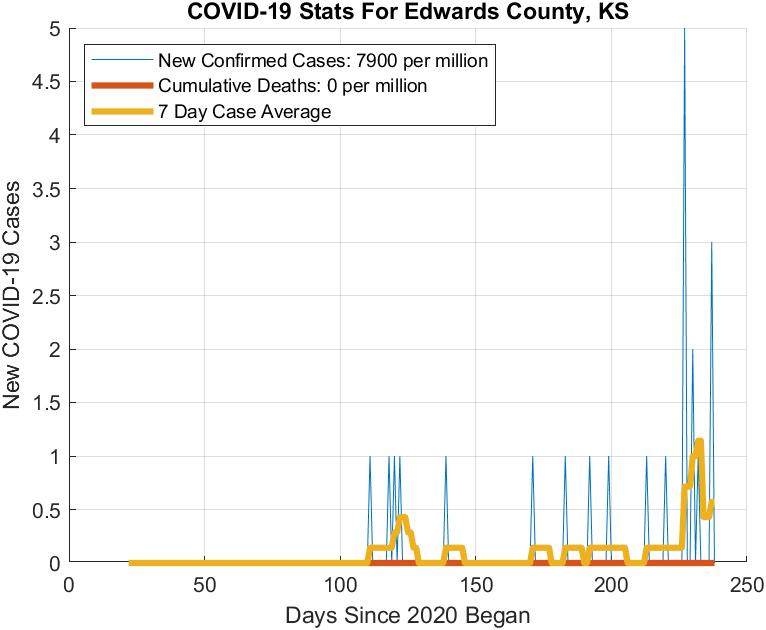 COVID-19 Stats For Edwards County, KS
New Confirmed Cases: 7900 per million
Cumulative Deaths: 0 per million
7 Day Case Average
New COVID-19 Cases
5
4.5
4
3.5
3
2.5
2
1.5
1
0.5
0
0 50 100 150 200 250
Days Since 2020 Began